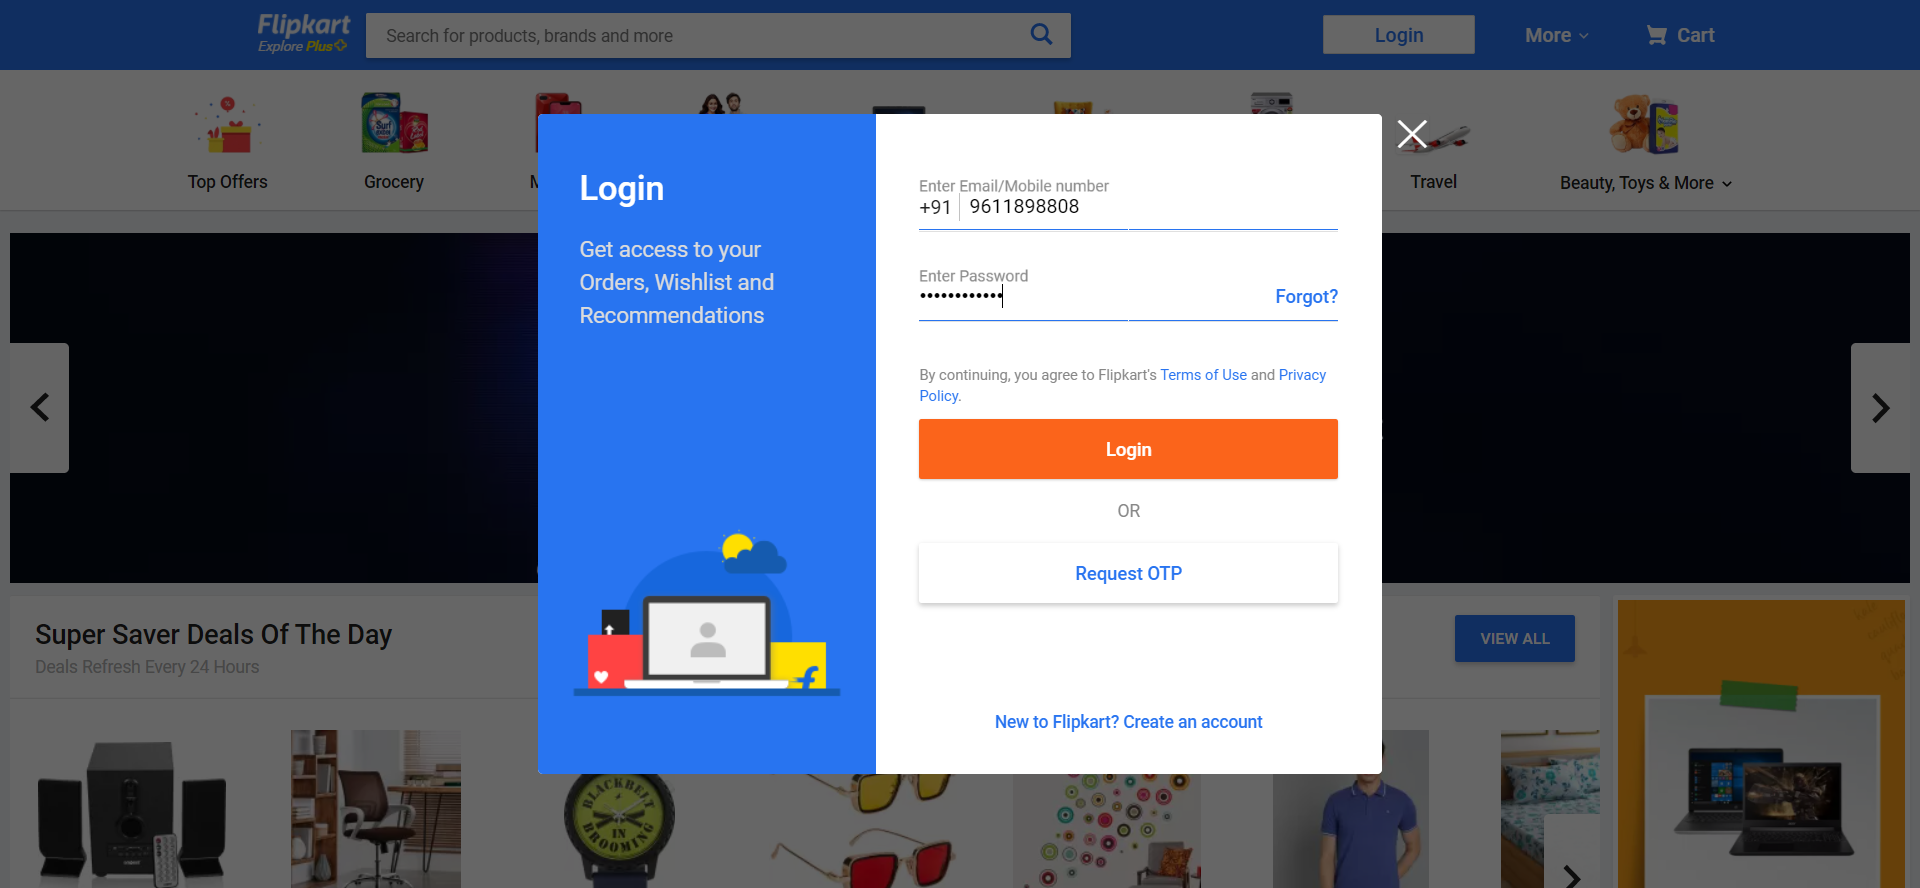 Flipkart
Explore Plus
Search for products, brands and more
Login
More
Cart
Top Offers
Grocery
M
Travel
Beauty, Toys & More
Login
Get access to your
Orders, Wishlist and
Recommendations
Enter Email/Mobile number
+91 9611898808
Enter Password
••••••••••••
Forgot?
By continuing, you agree to Flipkart's Terms of Use and Privacy
Policy.
Login
OR
Request OTP
New to Flipkart? Create an account
Super Saver Deals Of The Day
Deals Refresh Every 24 Hours
VIEW ALL
BLACKBELT
IN
BROOMING